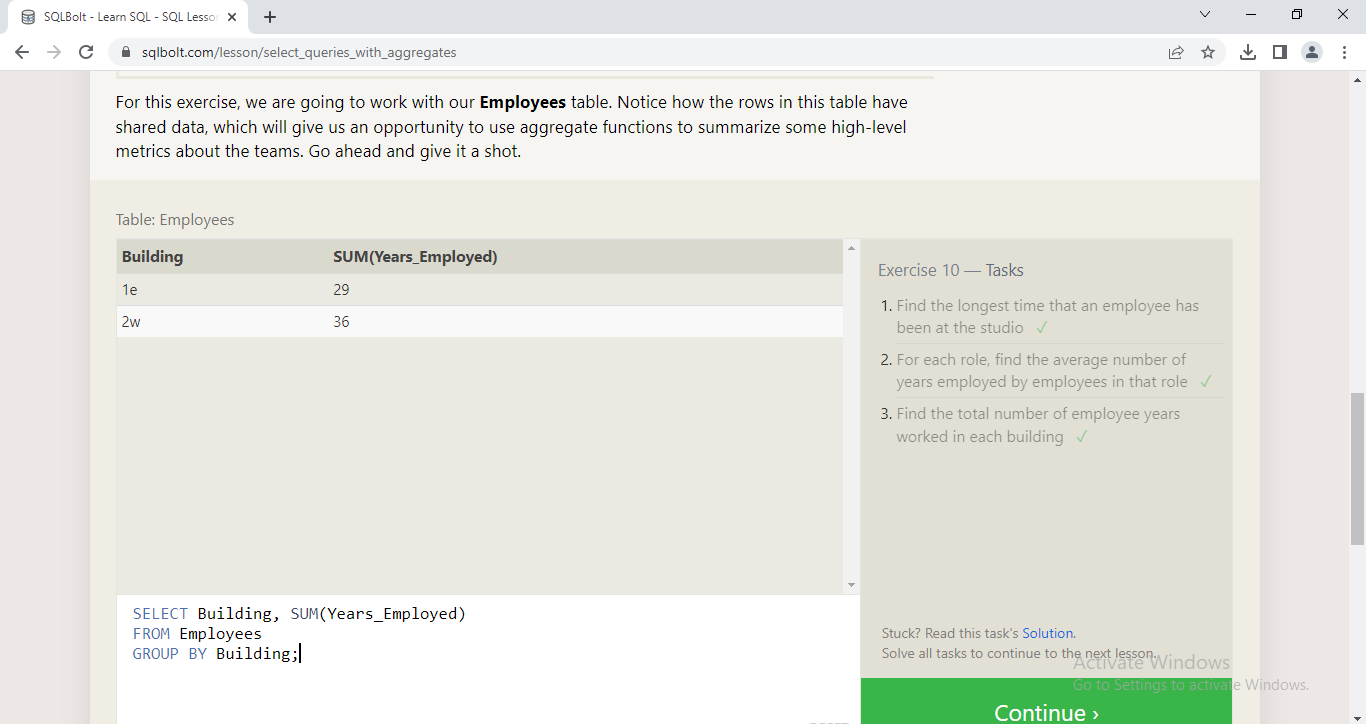 SQLBolt - Learn SQL - SQL Lesson
sqlbolt.com/lesson/select_queries_with_aggregates
For this exercise, we are going to work with our Employees table. Notice how the rows in this table have
shared data, which will give us an opportunity to use aggregate functions to summarize some high-level
metrics about the teams. Go ahead and give it a shot.
Table: Employees
Building SUM(Years_Employed)
1e 29
2w 36
SELECT Building, SUM(Years_Employed)
FROM Employees
GROUP BY Building;
Exercise 10 — Tasks
1. Find the longest time that an employee has
been at the studio ✓
2. For each role, find the average number of
years employed by employees in that role ✓
3. Find the total number of employee years
worked in each building ✓
Stuck? Read this task's Solution.
Solve all tasks to continue to the next lesson.
Activate Windows
Go to Settings to activate Windows.
Continue ›